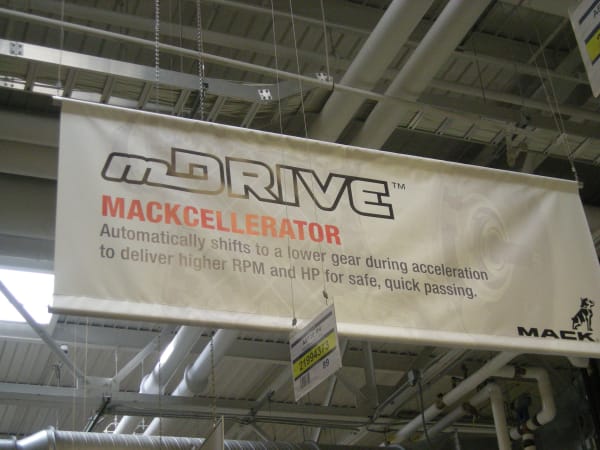 mDRIVE™
MACKCELLERATOR
Automatically shifts to a lower gear during acceleration
to deliver higher RPM and HP for safe, quick passing.
MACK
89